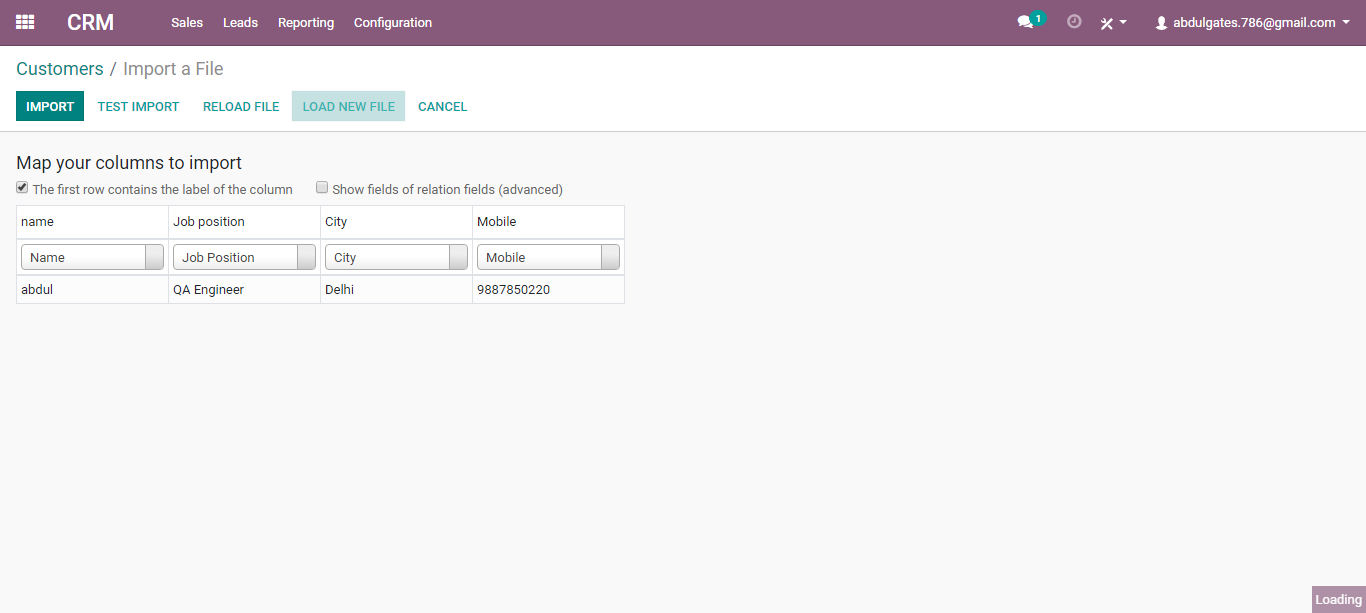 CRM Sales Leads Reporting Configuration 1 abdulgates.786@gmail.com
Customers / Import a File
IMPORT TEST IMPORT RELOAD FILE LOAD NEW FILE CANCEL
Map your columns to import
The first row contains the label of the column Show fields of relation fields (advanced)
name Job position City Mobile
Name Job Position City Mobile
abdul QA Engineer Delhi 9887850220
Loading